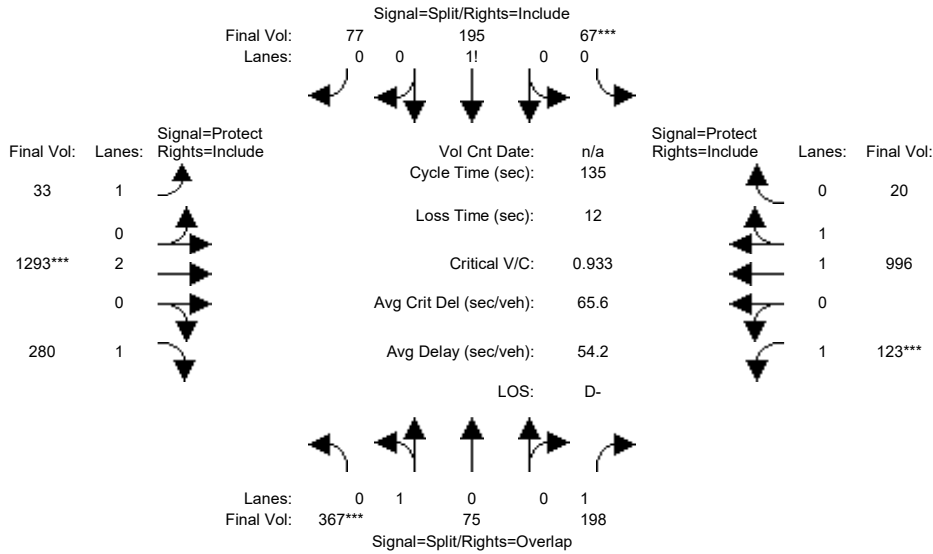 Signal=Split/Rights=Include
Final Vol: 77 195 67***
Lanes: 0 0 1! 0 0
Signal=Protect Signal=Protect
Final Vol: Lanes: Rights=Include Vol Cnt Date: n/a Rights=Include Lanes: Final Vol:
Cycle Time (sec): 135
33 1 0 20
Loss Time (sec): 12
0 1
1293*** 2 Critical V/C: 0.933 1 996
0 Avg Crit Del (sec/veh): 65.6 0
280 1 Avg Delay (sec/veh): 54.2 1 123***
LOS: D-
Lanes: 0 1 0 0 1
Final Vol: 367*** 75 198
Signal=Split/Rights=Overlap